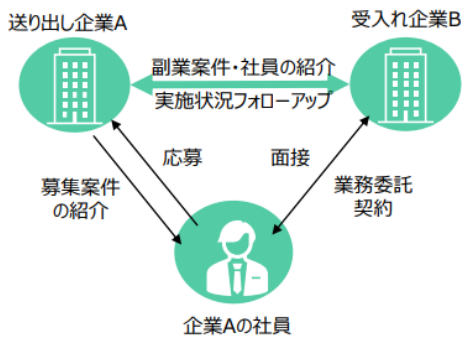 送り出し企業A
受入れ企業B
副業案件・社員の紹介
実施状況フォローアップ
応募
面接
募集案件
の紹介
業務委託
契約
企業Aの社員